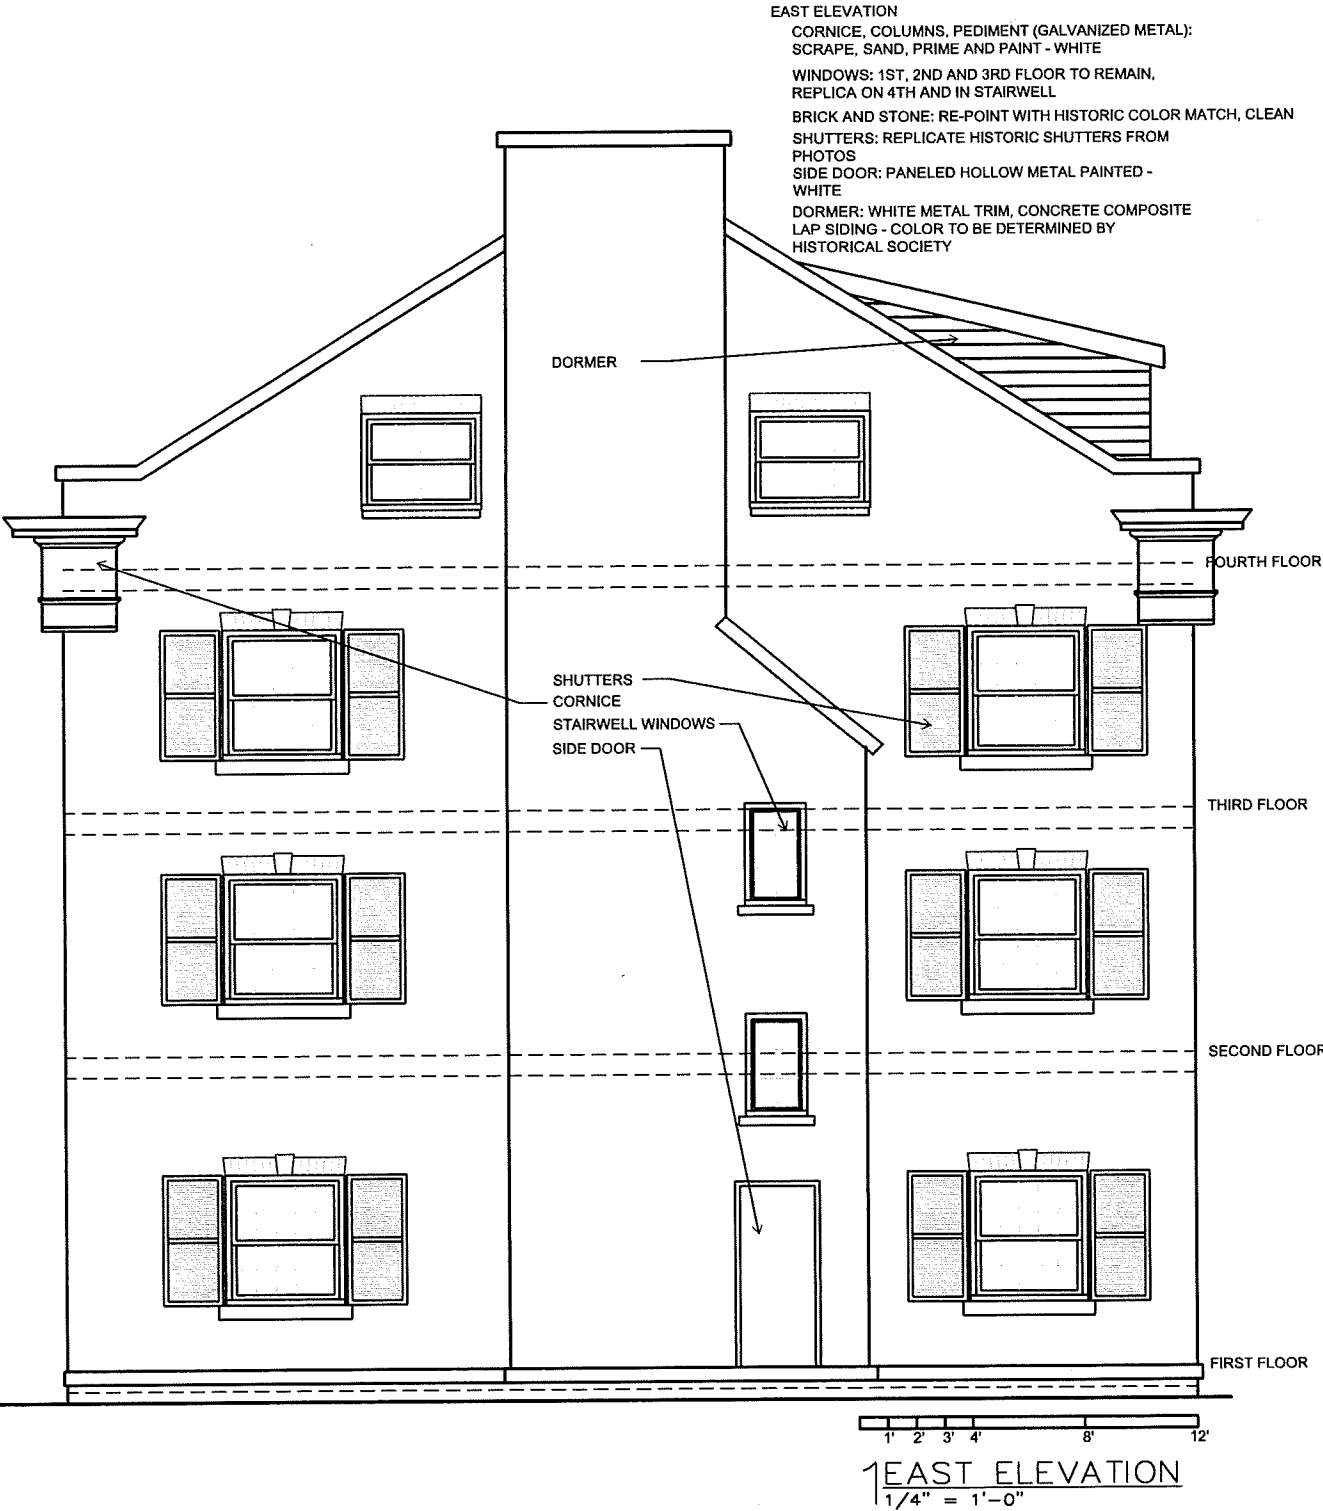 EAST ELEVATION
CORNICE, COLUMNS, PEDIMENT (GALVANIZED METAL):
SCRAPE, SAND, PRIME AND PAINT - WHITE
WINDOWS: 1ST, 2ND AND 3RD FLOOR TO REMAIN,
REPLICA ON 4TH AND IN STAIRWELL
BRICK AND STONE: RE-POINT WITH HISTORIC COLOR MATCH, CLEAN
SHUTTERS: REPLICATE HISTORIC SHUTTERS FROM
PHOTOS
SIDE DOOR: PANELED HOLLOW METAL PAINTED -
WHITE
DORMER: WHITE METAL TRIM, CONCRETE COMPOSITE
LAP SIDING - COLOR TO BE DETERMINED BY
HISTORICAL SOCIETY
DORMER
FOURTH FLOOR
SHUTTERS
CORNICE
STAIRWELL WINDOWS
SIDE DOOR
THIRD FLOOR
SECOND FLOOR
FIRST FLOOR
1' 2' 3' 4' 8' 12'
1 EAST ELEVATION
1/4" = 1'-0"